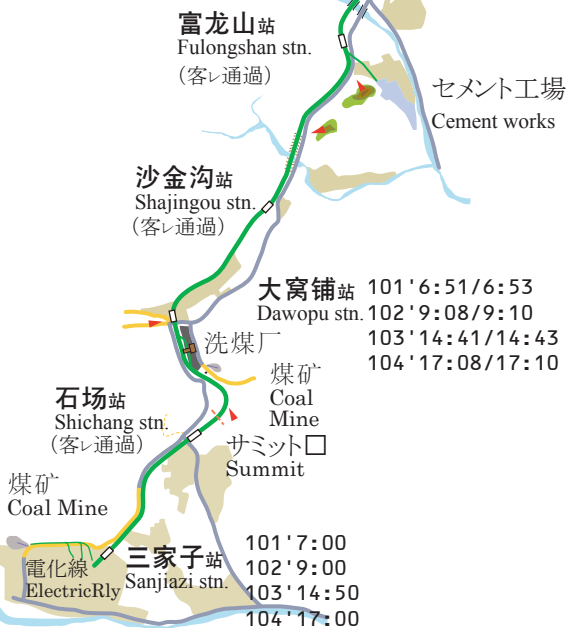 富龙山站
Fulongshan stn.
(客レ通過)
セメント工場
Cement works
沙金沟站
Shajingou stn.
(客レ通過)
大窝铺站 101'6:51/6:53
Dawopu stn. 102'9:08/9:10
103'14:41/14:43
104'17:08/17:10
洗煤厂
煤矿
Coal
Mine
石场站
Shichang stn.
(客レ通過)
サミット口
Summit
煤矿
Coal Mine
電化線
ElectricRly
三家子站
Sanjiazi stn.
101'7:00
102'9:00
103'14:50
104'17:00